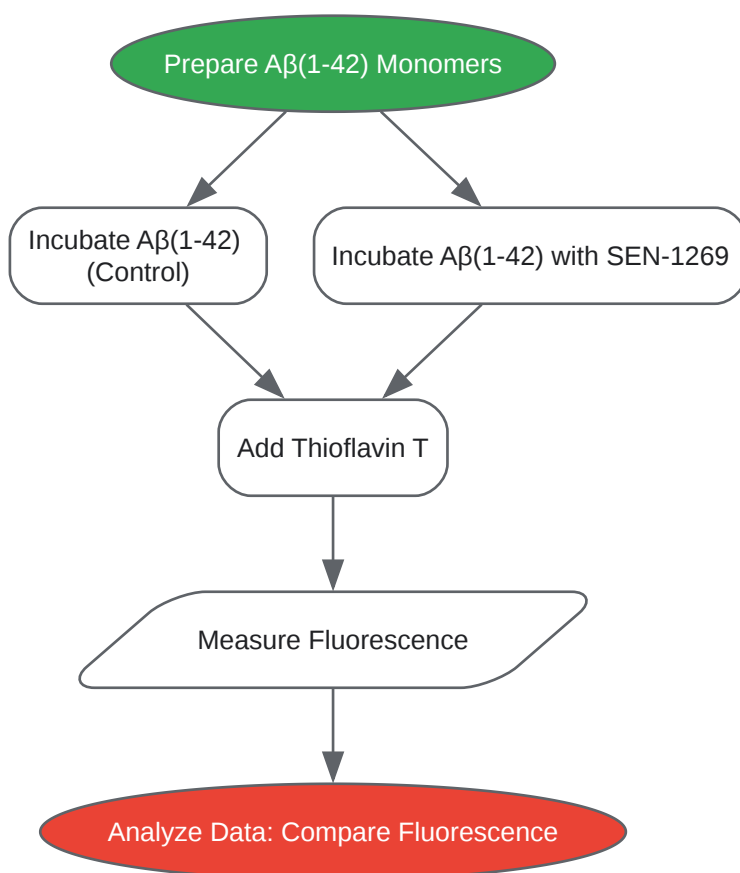 Prepare Aβ(1-42) Monomers
Incubate Aβ(1-42)
(Control)
Incubate Aβ(1-42) with SEN-1269
Add Thioflavin T
Measure Fluorescence
Analyze Data: Compare Fluorescence